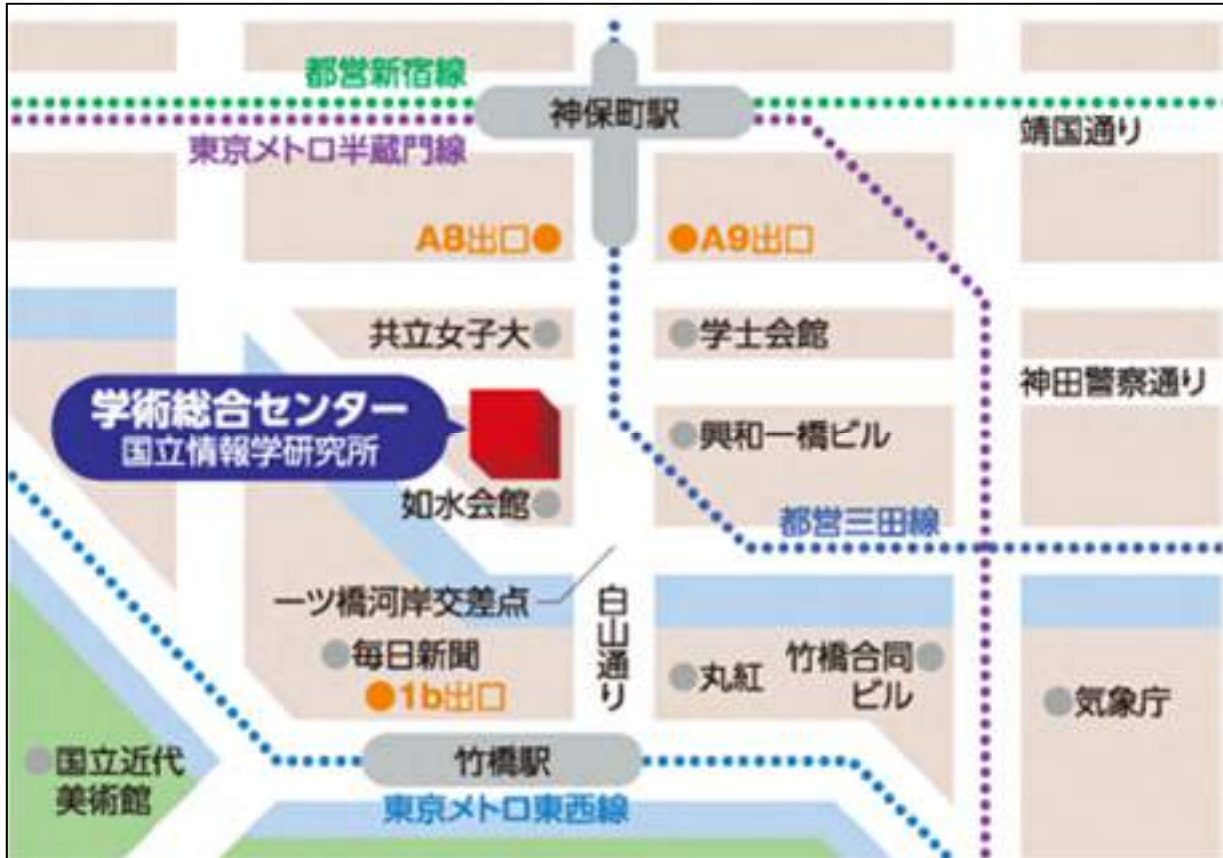 都営新宿線
神保町駅
靖国通り
東京メトロ半蔵門線
A8出口
A9出口
共立女子大
学士会館
神田警察通り
学術総合センター
国立情報学研究所
興和一橋ビル
如水会館
都営三田線
一ツ橋河岸交差点
白山通り
毎日新聞
1b出口
丸紅
竹橋合同
ビル
気象庁
国立近代
美術館
竹橋駅
東京メトロ東西線